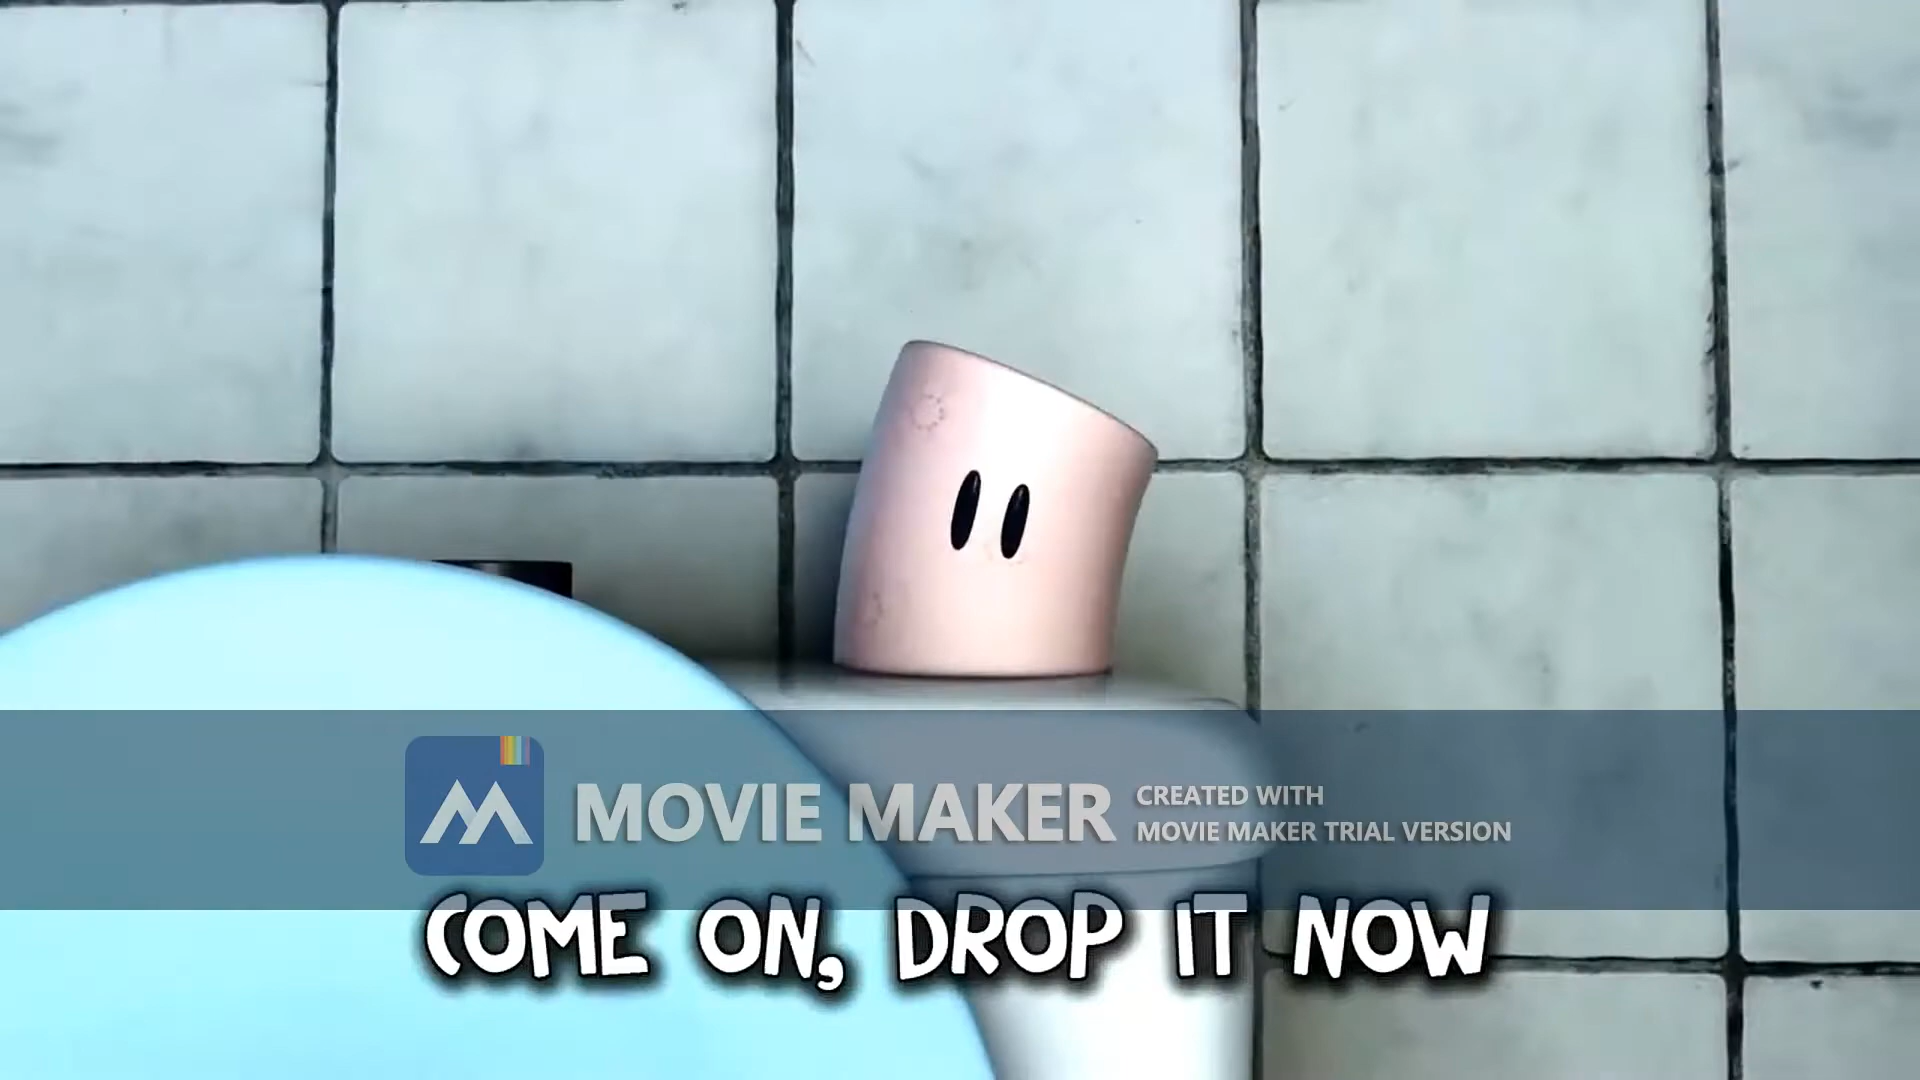 MOVIE MAKER
CREATED WITH
MOVIE MAKER TRIAL VERSION
COME ON, DROP IT NOW